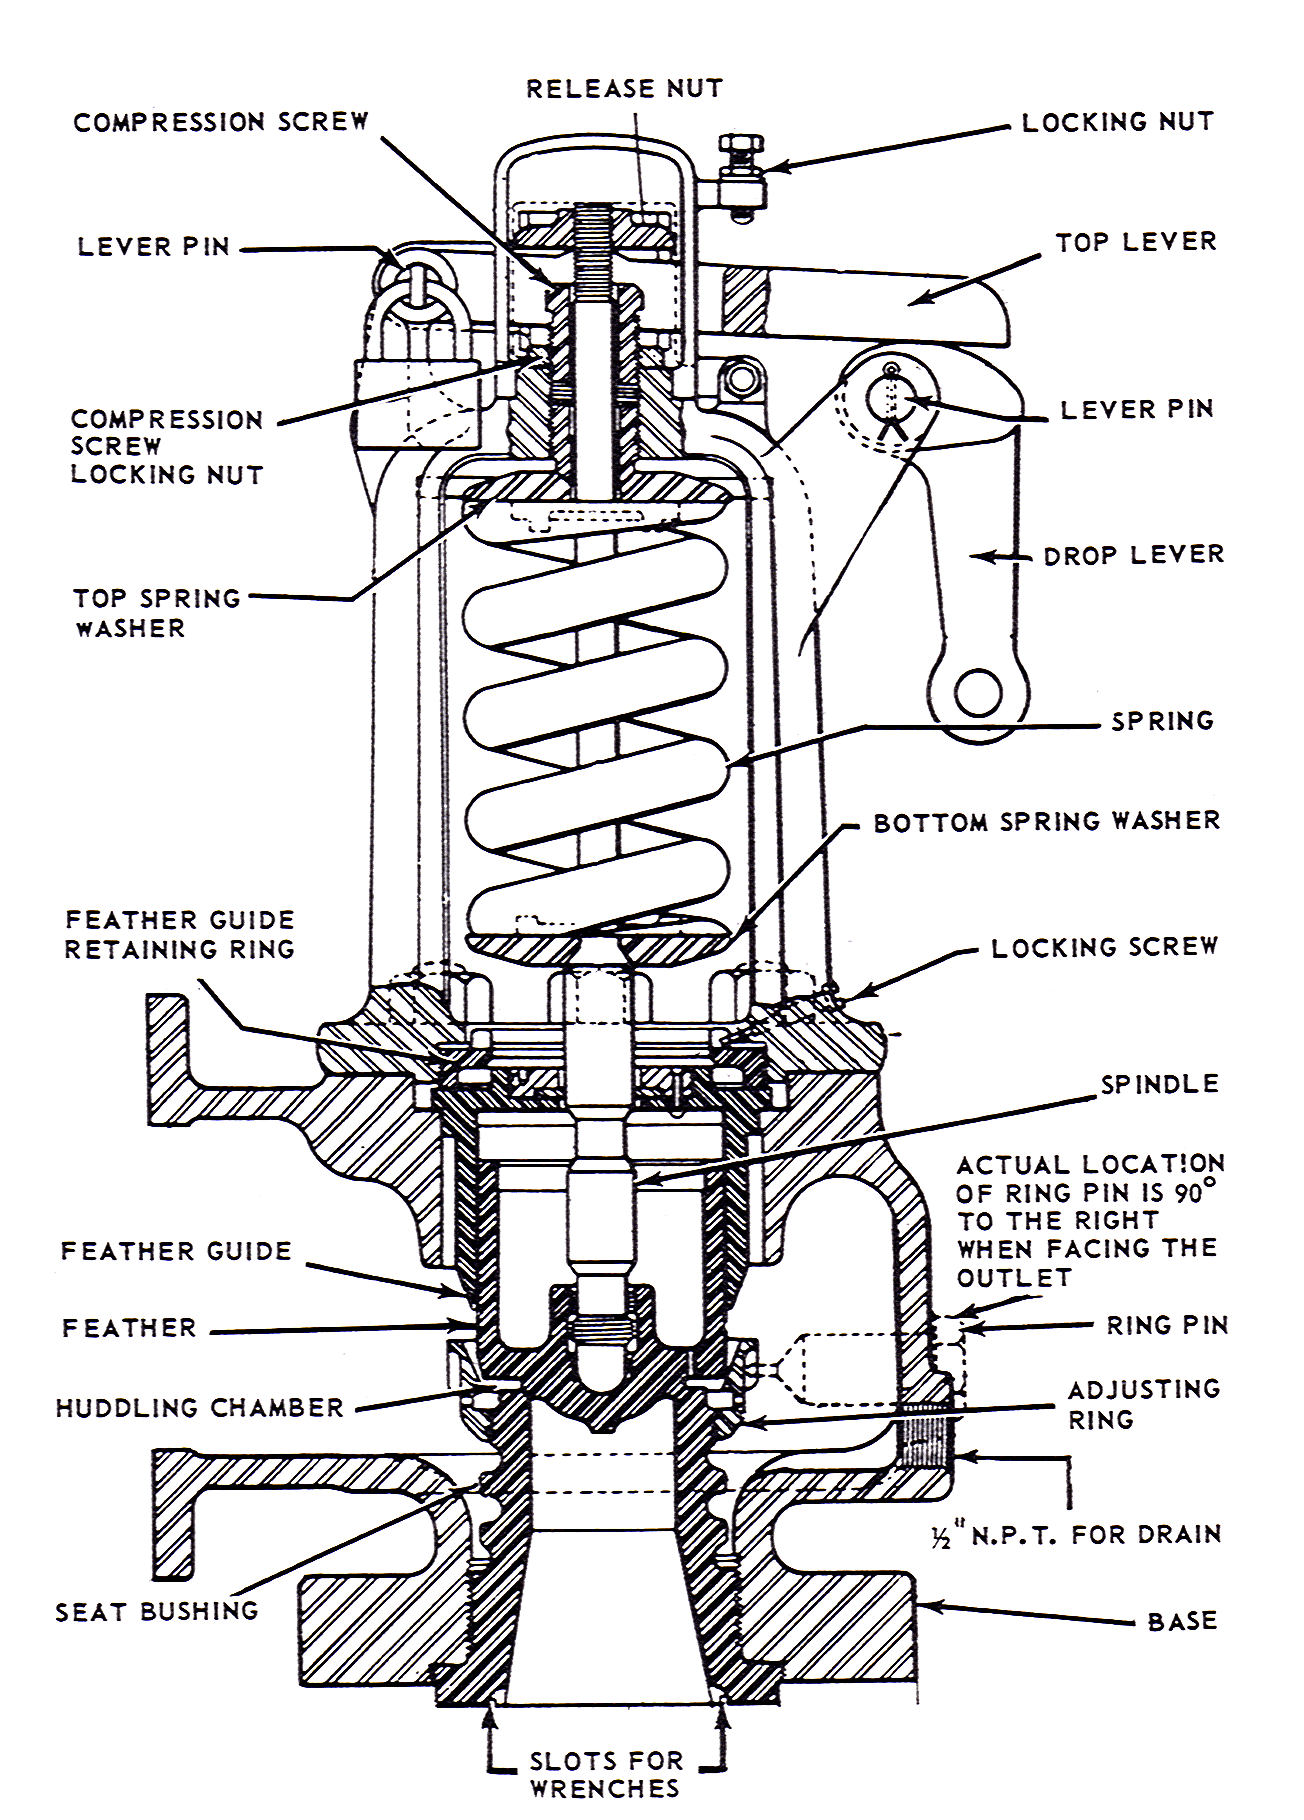 RELEASE NUT
COMPRESSION SCREW
LOCKING NUT
LEVER PIN
TOP LEVER
COMPRESSION
SCREW
LOCKING NUT
LEVER PIN
DROP LEVER
TOP SPRING
WASHER
SPRING
BOTTOM SPRING WASHER
FEATHER GUIDE
RETAINING RING
LOCKING SCREW
SPINDLE
ACTUAL LOCATION
OF RING PIN IS 90°
TO THE RIGHT
WHEN FACING THE
OUTLET
FEATHER GUIDE
FEATHER
RING PIN
HUDDLING CHAMBER
ADJUSTING
RING
½" N.P.T. FOR DRAIN
SEAT BUSHING
BASE
SLOTS FOR
WRENCHES